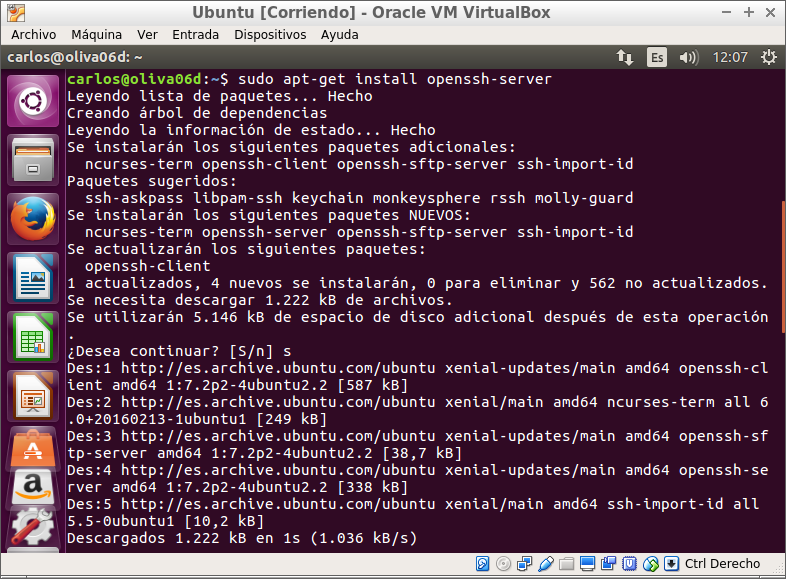 Ubuntu [Corriendo] - Oracle VM VirtualBox
Archivo Máquina Ver Entrada Dispositivos Ayuda
carlos@oliva06d: ~ Es 12:07
carlos@oliva06d:~$ sudo apt-get install openssh-server
Leyendo lista de paquetes... Hecho
Creando árbol de dependencias
Leyendo la información de estado... Hecho
Se instalarán los siguientes paquetes adicionales:
ncurses-term openssh-client openssh-sftp-server ssh-import-id
Paquetes sugeridos:
ssh-askpass libpam-ssh keychain monkeysphere rssh molly-guard
Se instalarán los siguientes paquetes NUEVOS:
ncurses-term openssh-server openssh-sftp-server ssh-import-id
Se actualizarán los siguientes paquetes:
openssh-client
1 actualizados, 4 nuevos se instalarán, 0 para eliminar y 562 no actualizados.
Se necesita descargar 1.222 kB de archivos.
Se utilizarán 5.146 kB de espacio de disco adicional después de esta operación
.
¿Desea continuar? [S/n] s
Des:1 http://es.archive.ubuntu.com/ubuntu xenial-updates/main amd64 openssh-cl
ient amd64 1:7.2p2-4ubuntu2.2 [587 kB]
Des:2 http://es.archive.ubuntu.com/ubuntu xenial/main amd64 ncurses-term all 6
.0+20160213-1ubuntu1 [249 kB]
Des:3 http://es.archive.ubuntu.com/ubuntu xenial-updates/main amd64 openssh-sf
tp-server amd64 1:7.2p2-4ubuntu2.2 [38,7 kB]
Des:4 http://es.archive.ubuntu.com/ubuntu xenial-updates/main amd64 openssh-se
rver amd64 1:7.2p2-4ubuntu2.2 [338 kB]
Des:5 http://es.archive.ubuntu.com/ubuntu xenial/main amd64 ssh-import-id all
5.5-0ubuntu1 [10,2 kB]
Descargados 1.222 kB en 1s (1.036 kB/s)
Ctrl Derecho